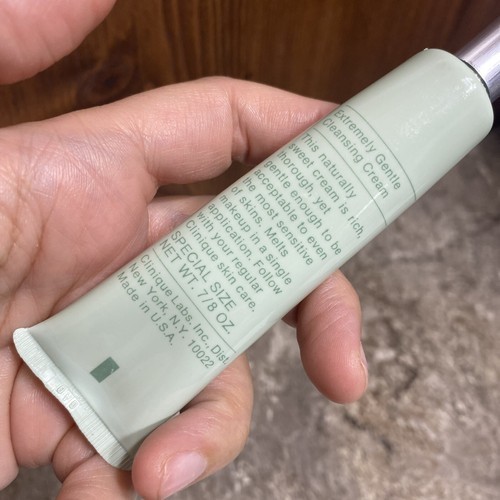 Extremely Gentle
Cleansing Cream
This naturally
sweet cream is rich,
thorough, yet
gentle enough to be
acceptable to even
the most sensitive
of skins. Melts
makeup in a single
application. Follow
with your regular
Clinique skin care.
SPECIAL SIZE
NET WT. 7/8 OZ.
Clinique Labs, Inc., Dist.
New York, N.Y. 10022
Made in U.S.A.